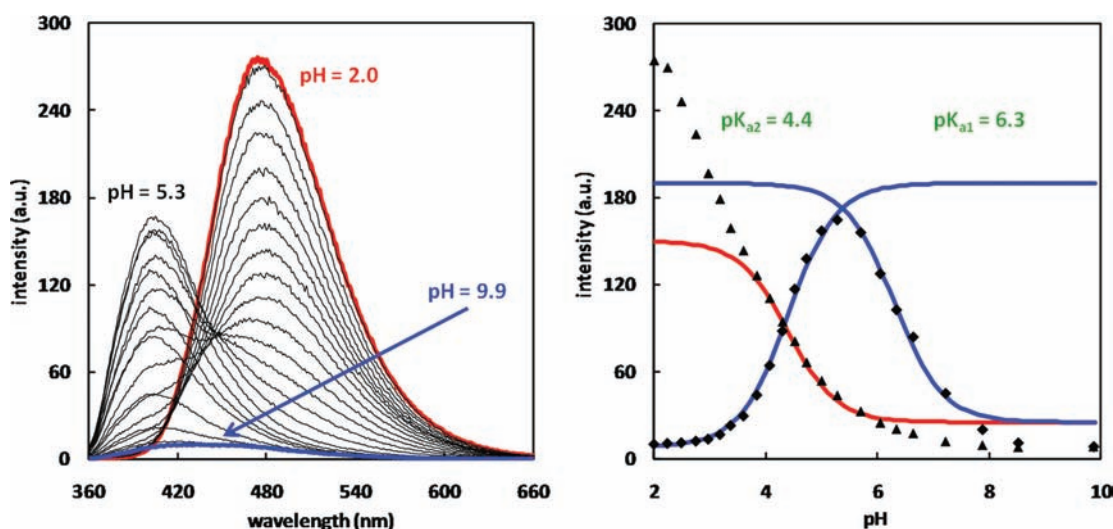 300
240
180
120
60
0
intensity (a.u.)
pH = 2.0
pH = 5.3
pH = 9.9
360 420 480 540 600 660
wavelength (nm)
300
240
180
120
60
0
intensity (a.u.)
pKa2 = 4.4 pKa1 = 6.3
2 4 6 8 10
pH